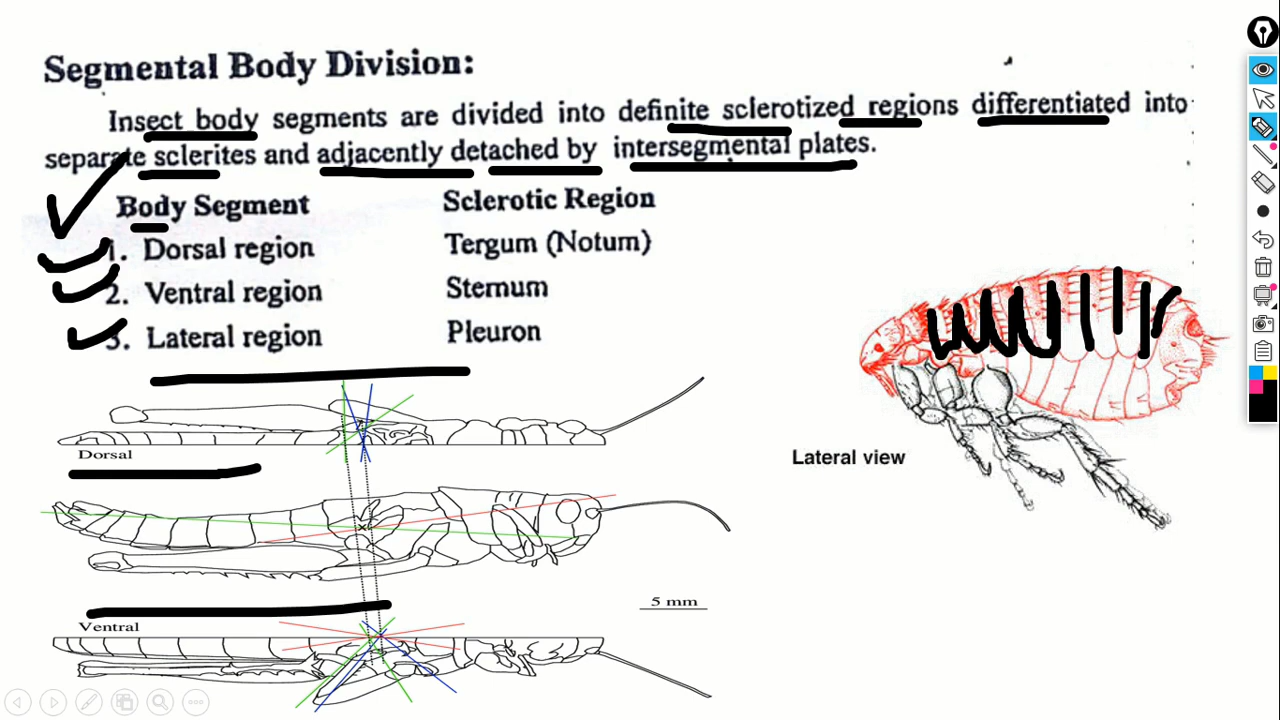 Segmental Body Division:
Insect body segments are divided into definite sclerotized regions differentiated into
separate sclerites and adjacently detached by intersegmental plates.
Body Segment Sclerotic Region
1. Dorsal region Tergum (Notum)
2. Ventral region Sternum
3. Lateral region Pleuron
Dorsal
Lateral view
5 mm
Ventral